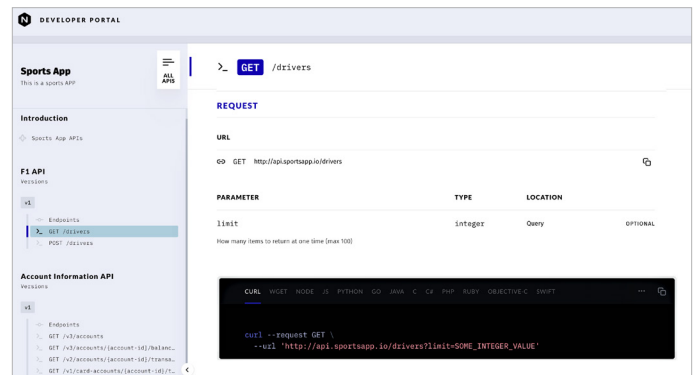 N DEVELOPER PORTAL
Sports App
This is a sports APP
ALL
APIS
Introduction
Sports App APIs
F1 API
Versions
v1
Endpoints
>_ GET /drivers
POST /drivers
Account Information API
Versions
v1
Endpoints
GET /v3/accounts
GET /v3/accounts/{account-id}/balanc…
GET /v2/accounts/{account-id}/transa…
GET /v1/card-accounts/{account-id}/t…
>_ GET /drivers
REQUEST
URL
GET http://api.sportsapp.io/drivers
PARAMETER TYPE LOCATION
limit integer Query OPTIONAL
How many items to return at one time (max 100)
CURL WGET NODE JS PYTHON GO JAVA C C# PHP RUBY OBJECTIVE-C SWIFT ...
curl --request GET \
--url 'http://api.sportsapp.io/drivers?limit=SOME_INTEGER_VALUE'